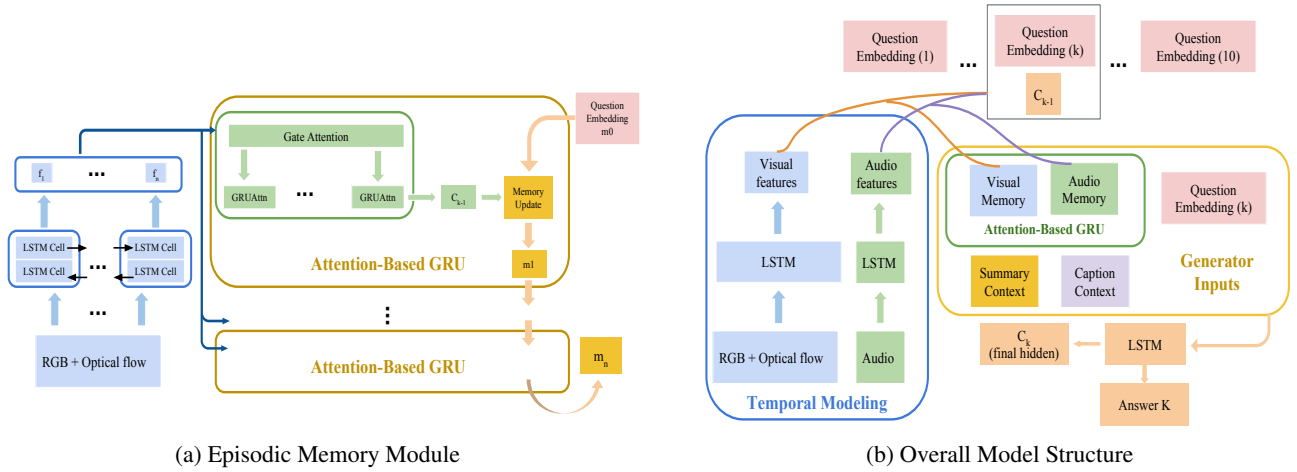 Question
Embedding
m0
Gate Attention
f1
...
fn
GRUAttn
...
GRUAttn
Ck-1
Memory
Update
LSTM Cell
LSTM Cell
...
LSTM Cell
LSTM Cell
Attention-Based GRU
m1
...
...
RGB + Optical flow
Attention-Based GRU
mn
(a) Episodic Memory Module
Question
Embedding (1)
...
Question
Embedding (k)
Ck-1
...
Question
Embedding (10)
Visual
features
Audio
features
LSTM
LSTM
RGB + Optical flow
Audio
Temporal Modeling
Visual
Memory
Audio
Memory
Attention-Based GRU
Question
Embedding (k)
Summary
Context
Caption
Context
Generator
Inputs
Ck
(final hidden)
LSTM
Answer K
(b) Overall Model Structure